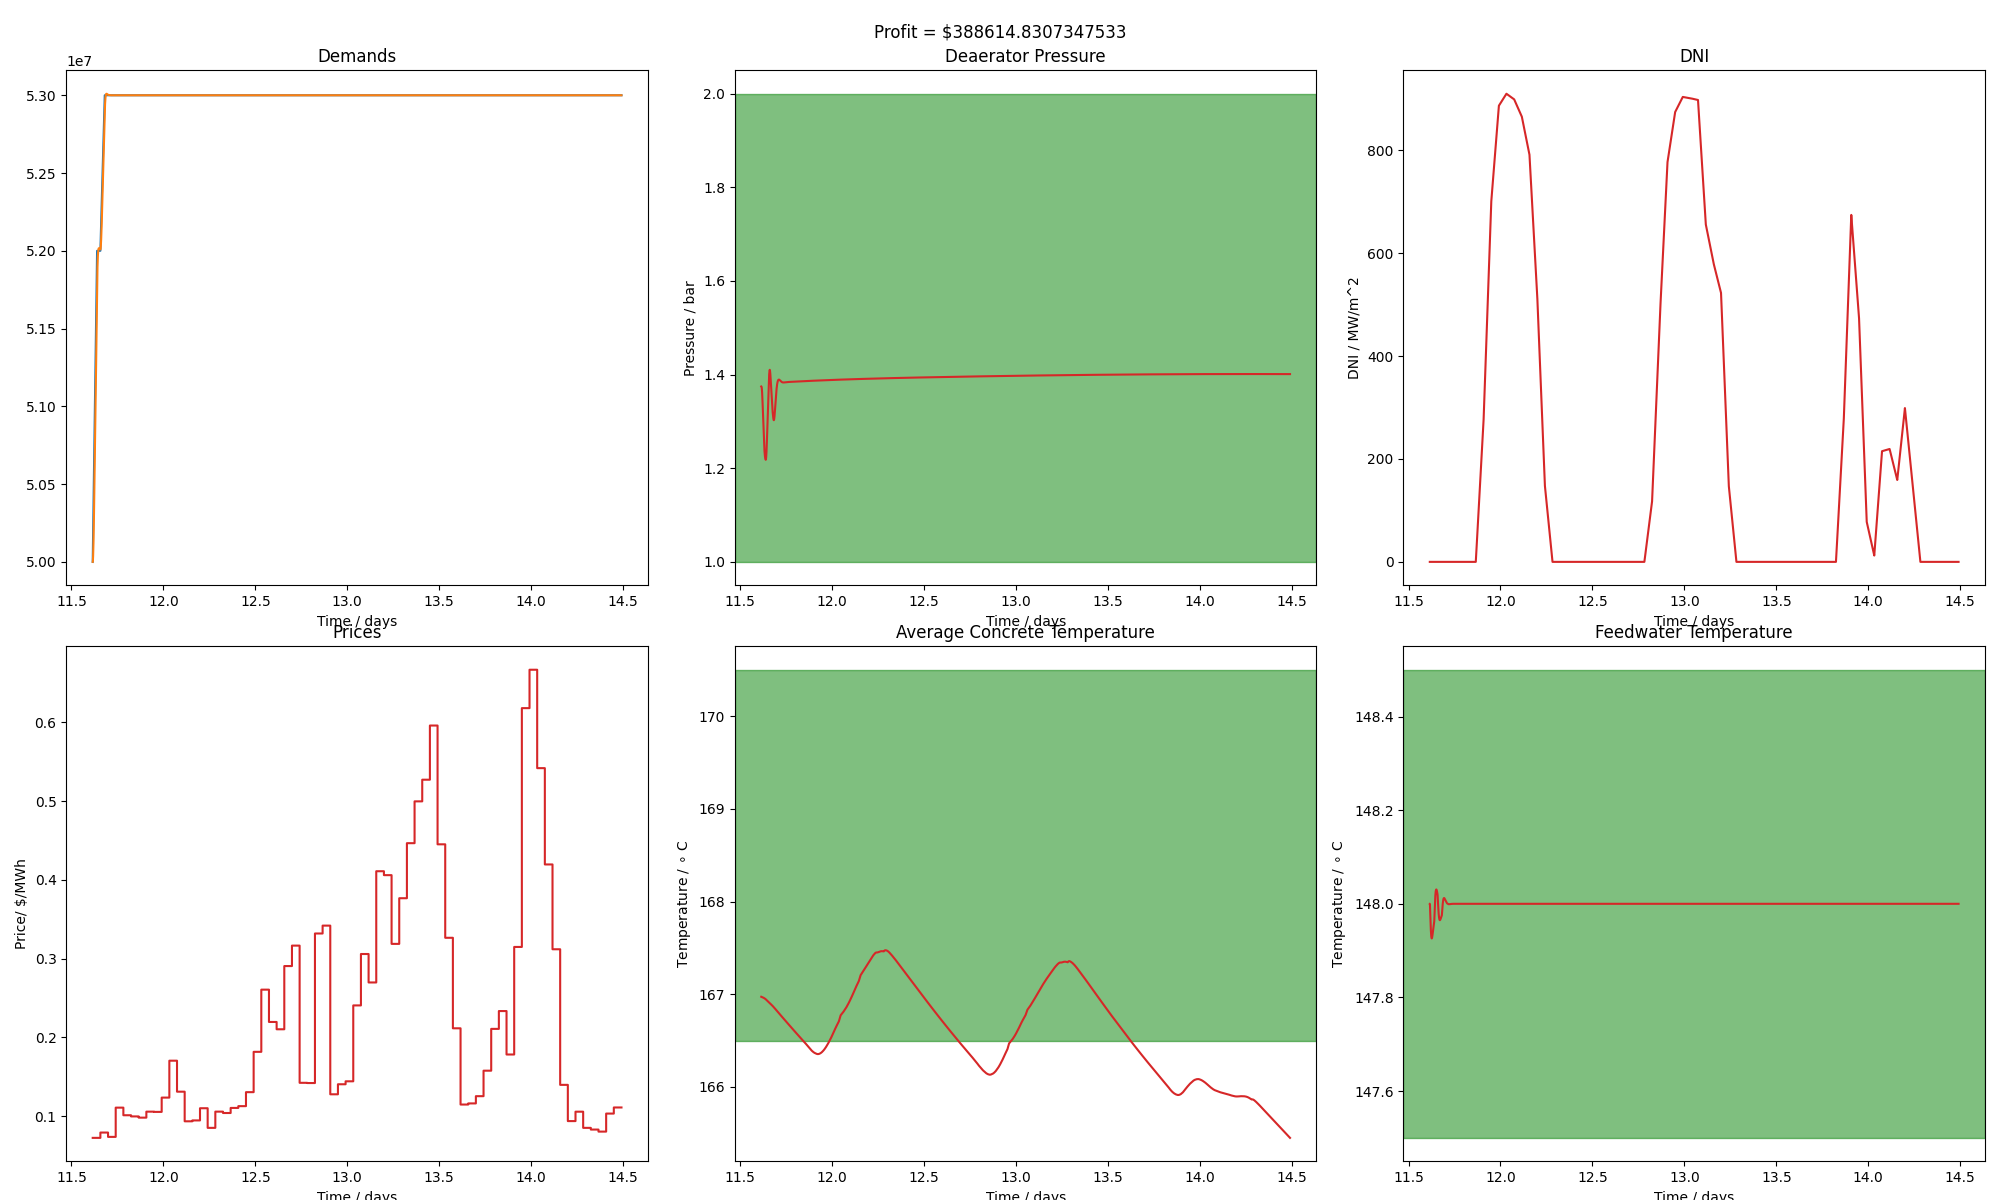 Profit = $388614.8307347533
Demands
1e7
5.30
5.25
5.20
5.15
5.10
5.05
5.00
11.5 12.0 12.5 13.0 13.5 14.0 14.5
Time / days
Deaerator Pressure
Pressure / bar
2.0
1.8
1.6
1.4
1.2
1.0
11.5 12.0 12.5 13.0 13.5 14.0 14.5
Time / days
DNI
DNI / MW/m^2
800
600
400
200
0
11.5 12.0 12.5 13.0 13.5 14.0 14.5
Time / days
Prices
Price/ $/MWh
0.6
0.5
0.4
0.3
0.2
0.1
11.5 12.0 12.5 13.0 13.5 14.0 14.5
Time / days
Average Concrete Temperature
Temperature / ∘ C
170
169
168
167
166
11.5 12.0 12.5 13.0 13.5 14.0 14.5
Time / days
Feedwater Temperature
Temperature / ∘ C
148.4
148.2
148.0
147.8
147.6
11.5 12.0 12.5 13.0 13.5 14.0 14.5
Time / days